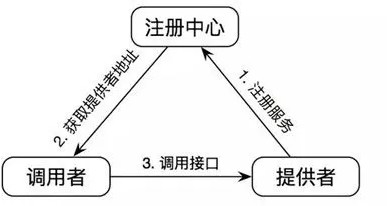 注册中心
2. 获取提供者地址
1. 注册服务
调用者
3. 调用接口
提供者